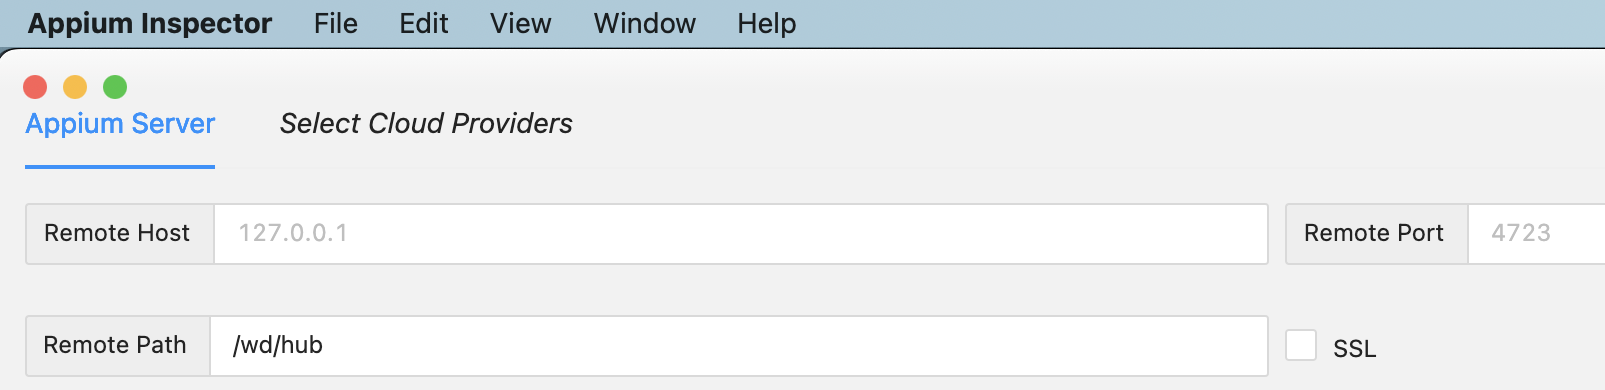 Appium Inspector File Edit View Window Help
Appium Server Select Cloud Providers
Remote Host 127.0.0.1 Remote Port 4723
Remote Path /wd/hub SSL